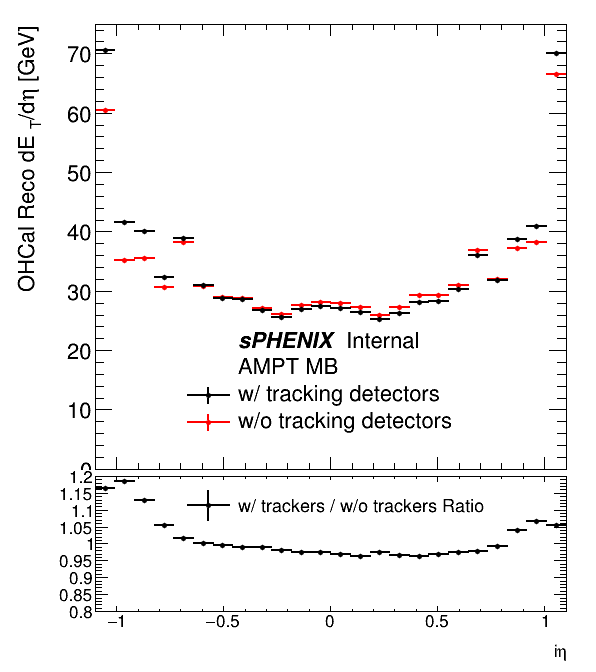 OHCal Reco dE T/dη [GeV]
70
60
50
40
30
20
10
0
sPHENIX Internal
AMPT MB
w/ tracking detectors
w/o tracking detectors
1.2
1.15
1.1
1.05
1
0.95
0.9
0.85
0.8
w/ trackers / w/o trackers Ratio
−1 −0.5 0 0.5 1
iη